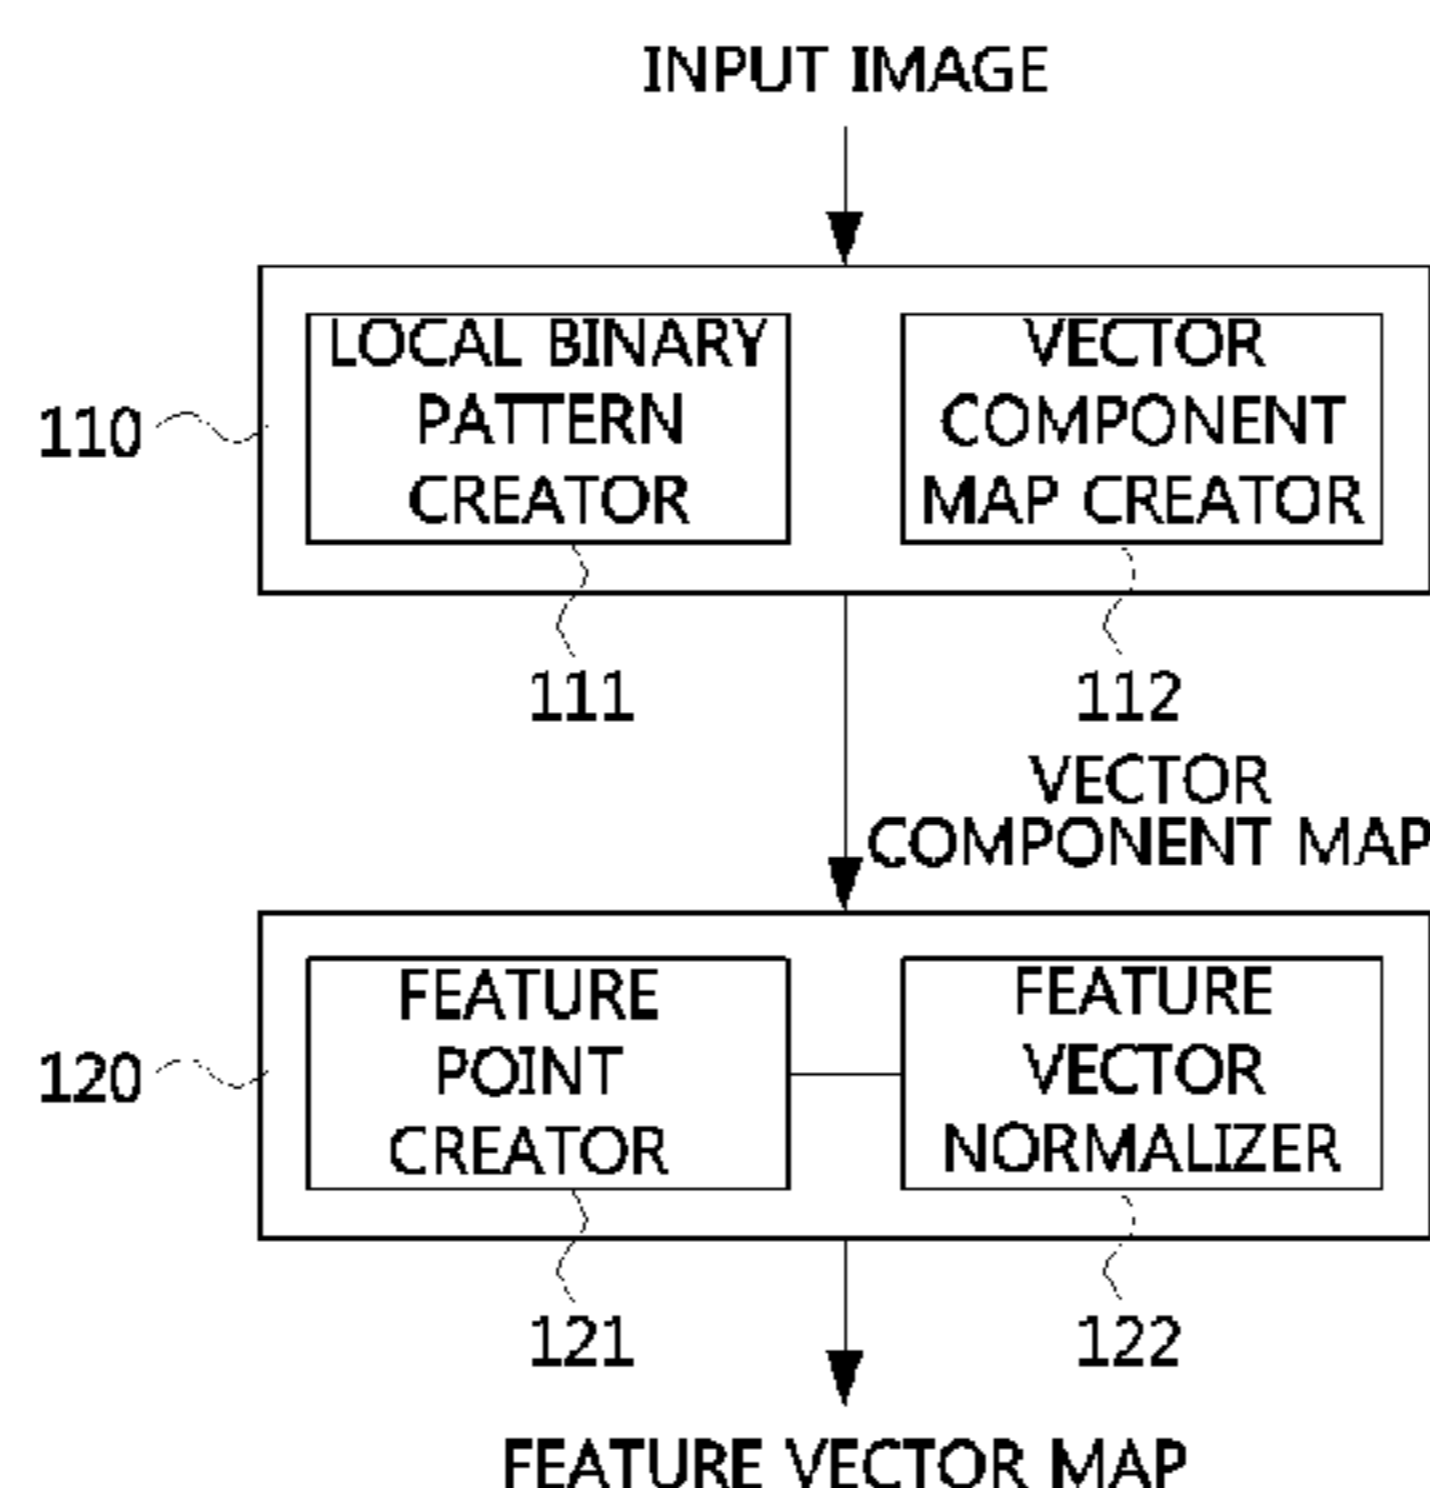 INPUT IMAGE
LOCAL BINARY
PATTERN
CREATOR
VECTOR
COMPONENT
MAP CREATOR
110
111
112
VECTOR
COMPONENT MAP
FEATURE
POINT
CREATOR
FEATURE
VECTOR
NORMALIZER
120
121
122
FEATURE VECTOR MAP